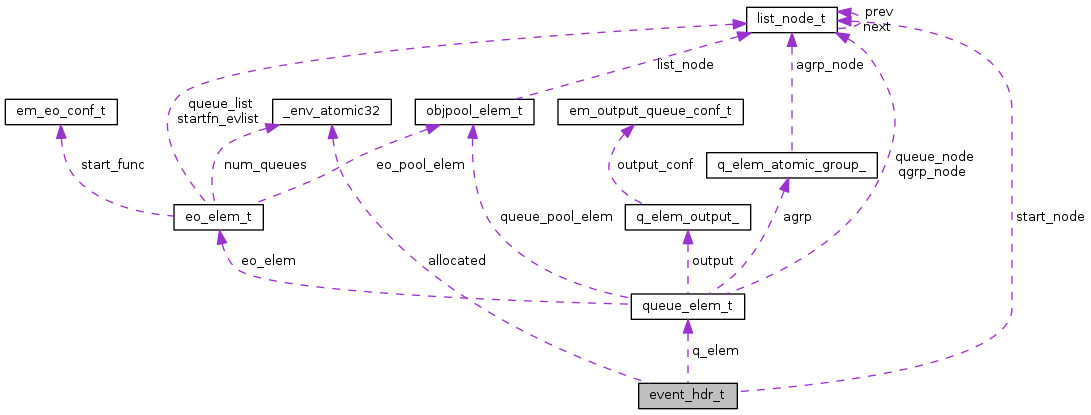 list_node_t
prev
next
list_node
agrp_node
queue_list
startfn_evlist
em_eo_conf_t
_env_atomic32
objpool_elem_t
em_output_queue_conf_t
start_func
num_queues
eo_pool_elem
output_conf
q_elem_atomic_group_
queue_node
qgrp_node
eo_elem_t
queue_pool_elem
q_elem_output_
agrp
start_node
eo_elem
allocated
output
queue_elem_t
q_elem
event_hdr_t